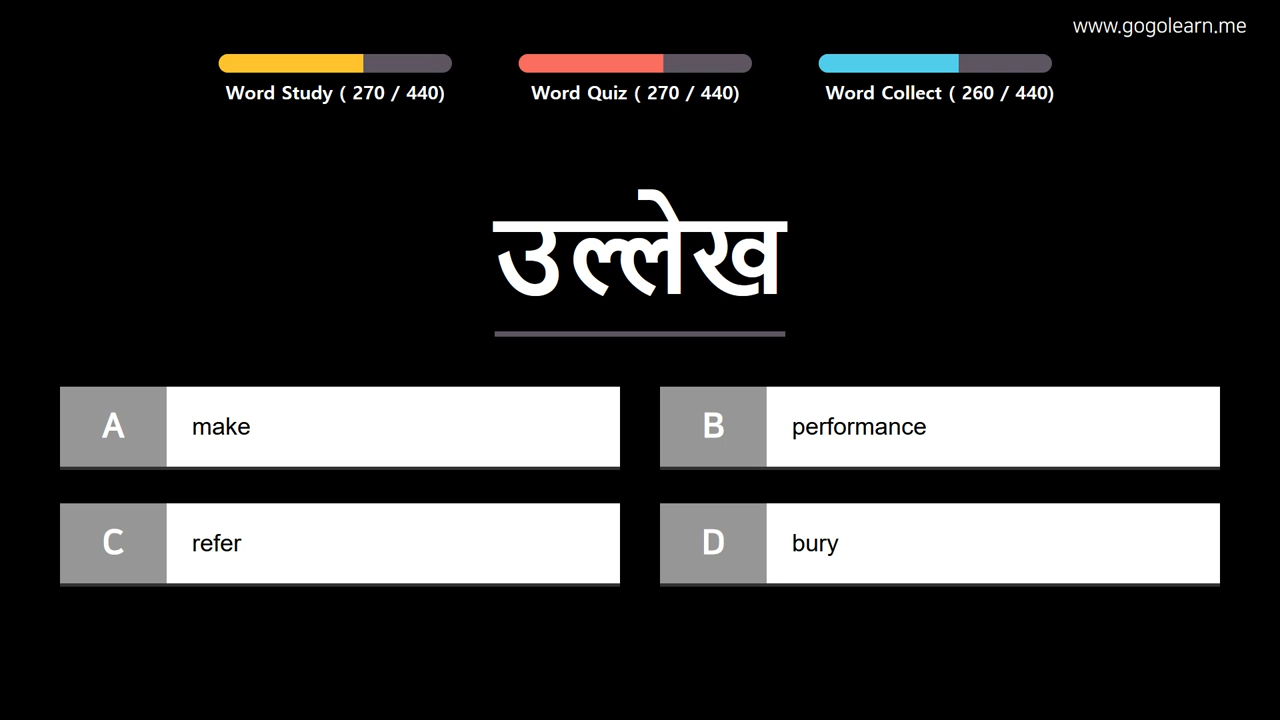 www.gogolearn.me
Word Study ( 270 / 440)
Word Quiz ( 270 / 440)
Word Collect ( 260 / 440)
उल्लेख
A make
B performance
C refer
D bury